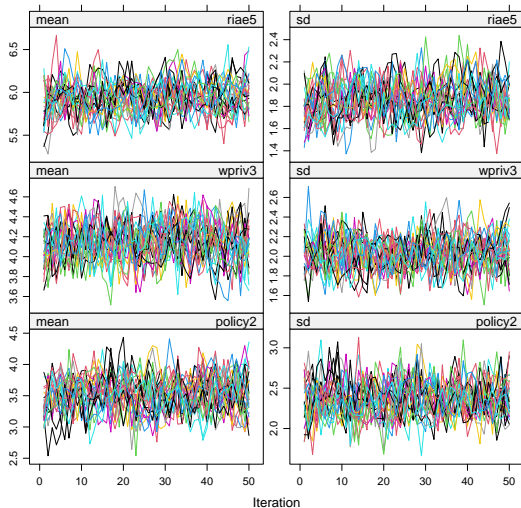 mean riae5
sd riae5
5.5 6.0 6.5
1.4 1.6 1.8 2.0 2.2 2.4
mean wpriv3
sd wpriv3
3.6 3.8 4.0 4.2 4.4 4.6
1.6 1.8 2.0 2.2 2.4 2.6
mean policy2
sd policy2
2.5 3.0 3.5 4.0 4.5
2.0 2.5 3.0
0 10 20 30 40 50
0 10 20 30 40 50
Iteration